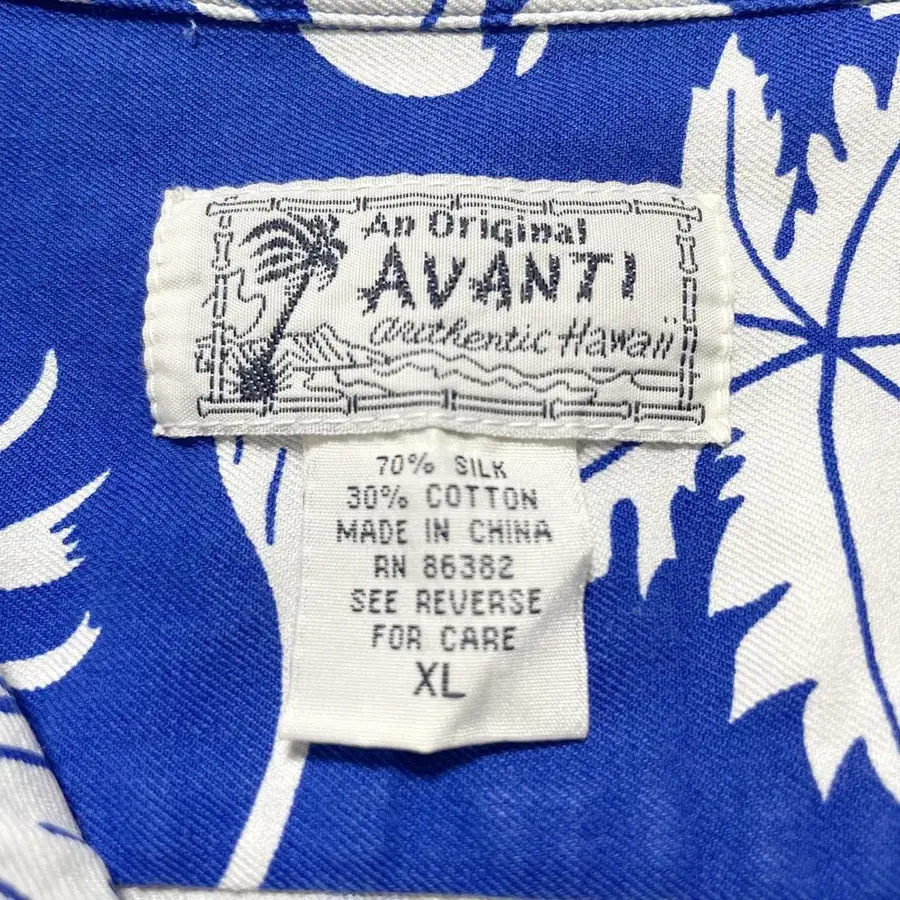 An Original
AVANTI
authentic Hawaii
70% SILK
30% COTTON
MADE IN CHINA
RN 86382
SEE REVERSE
FOR CARE
XL